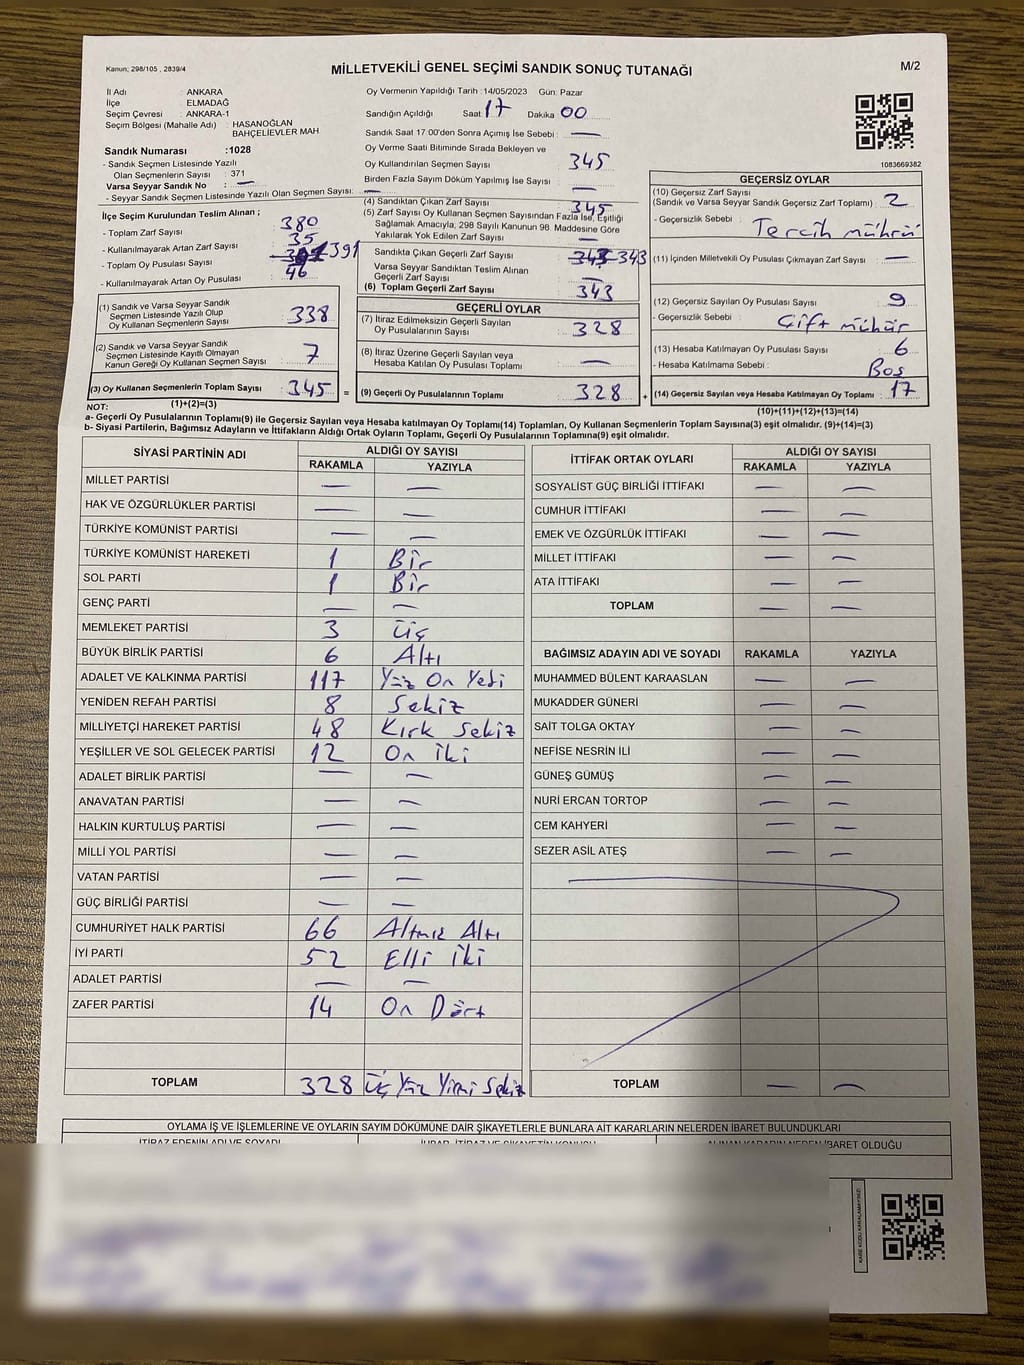 Kanun; 298/105 , 2839/4
MİLLETVEKİLİ GENEL SEÇİMİ SANDIK SONUÇ TUTANAĞI
M/2
İl Adı : ANKARA
İlçe : ELMADAĞ
Seçim Çevresi : ANKARA-1
Seçim Bölgesi (Mahalle Adı) : HASANOĞLAN BAHÇELİEVLER MAH
Sandık Numarası :1028
- Sandık Seçmen Listesinde Yazılı
Olan Seçmenlerin Sayısı : 371
Varsa Seyyar Sandık No : —
- Seyyar Sandık Seçmen Listesinde Yazılı Olan Seçmen Sayısı: —
Oy Vermenin Yapıldığı Tarih :14/05/2023 Gün: Pazar
Sandığın Açıldığı Saat 17 Dakika 00
Sandık Saat 17:00'den Sonra Açımış İse Sebebi : —
Oy Verme Saati Bitiminde Sırada Bekleyen ve
Oy Kullandırılan Seçmen Sayısı : 345
Birden Fazla Sayım Döküm Yapılmış İse Sayısı : —
1083669382
İlçe Seçim Kurulundan Teslim Alınan ;
- Toplam Zarf Sayısı : 380
- Kullanılmayarak Artan Zarf Sayısı : 35
- Toplam Oy Pusulası Sayısı : 391
- Kullanılmayarak Artan Oy Pusulası : 46
(1) Sandık ve Varsa Seyyar Sandık
Seçmen Listesinde Yazılı Olup
Oy Kullanan Seçmenlerin Sayısı : 338
(2) Sandık ve Varsa Seyyar Sandık
Seçmen Listesinde Kayıtlı Olmayan
Kanun Gereği Oy Kullanan Seçmen Sayısı : 7
(3) Oy Kullanan Seçmenlerin Toplam Sayısı : 345 =
(1)+(2)=(3)
(4) Sandıktan Çıkan Zarf Sayısı : 345
(5) Zarf Sayısı Oy Kullanan Seçmen Sayısından Fazla İse, Eşitliği
Sağlamak Amacıyla, 298 Sayılı Kanunun 98. Maddesine Göre
Yakılarak Yok Edilen Zarf Sayısı : —
Sandıkta Çıkan Geçerli Zarf Sayısı : 343 343
Varsa Seyyar Sandıktan Teslim Alınan
Geçerli Zarf Sayısı : —
(6) Toplam Geçerli Zarf Sayısı : 343
GEÇERLİ OYLAR
(7) İtiraz Edilmeksizin Geçerli Sayılan
Oy Pusulalarının Sayısı : 328
(8) İtiraz Üzerine Geçerli Sayılan veya
Hesaba Katılan Oy Pusulası Toplamı : —
(9) Geçerli Oy Pusulalarının Toplamı : 328 +
GEÇERSİZ OYLAR
(10) Geçersiz Zarf Sayısı
(Sandık ve Varsa Seyyar Sandık Geçersiz Zarf Toplamı) : 2
- Geçersizlik Sebebi : Tercih mührü
(11) İçinden Milletvekili Oy Pusulası Çıkmayan Zarf Sayısı : —
(12) Geçersiz Sayılan Oy Pusulası Sayısı : 9
- Geçersizlik Sebebi : Çift mühür
(13) Hesaba Katılmayan Oy Pusulası Sayısı : 6
- Hesaba Katılmama Sebebi : Boş
(14) Geçersiz Sayılan veya Hesaba Katılmayan Oy Toplamı : 17
(10)+(11)+(12)+(13)=(14)
NOT:
a- Geçerli Oy Pusulalarının Toplamı(9) ile Geçersiz Sayılan veya Hesaba Katılmayan Oy Toplamı(14) Toplamları, Oy Kullanan Seçmenlerin Toplam Sayısına(3) eşit olmalıdır. (9)+(14)=(3)
b- Siyasi Partilerin, Bağımsız Adayların ve İttifakların Aldığı Ortak Oyların Toplamı, Geçerli Oy Pusulalarının Toplamına(9) eşit olmalıdır.
SİYASİ PARTİNİN ADI ALDIĞI OY SAYISI
RAKAMLA YAZIYLA
MİLLET PARTİSİ — —
HAK VE ÖZGÜRLÜKLER PARTİSİ — —
TÜRKİYE KOMÜNİST PARTİSİ — —
TÜRKİYE KOMÜNİST HAREKETİ 1 Bir
SOL PARTİ 1 Bir
GENÇ PARTİ — —
MEMLEKET PARTİSİ 3 üç
BÜYÜK BİRLİK PARTİSİ 6 Altı
ADALET VE KALKINMA PARTİSİ 117 Yüz On Yedi
YENİDEN REFAH PARTİSİ 8 Sekiz
MİLLİYETÇİ HAREKET PARTİSİ 48 Kırk Sekiz
YEŞİLLER VE SOL GELECEK PARTİSİ 12 On iki
ADALET BİRLİK PARTİSİ — —
ANAVATAN PARTİSİ — —
HALKIN KURTULUŞ PARTİSİ — —
MİLLİ YOL PARTİSİ — —
VATAN PARTİSİ — —
GÜÇ BİRLİĞİ PARTİSİ — —
CUMHURİYET HALK PARTİSİ 66 Altmış Altı
İYİ PARTİ 52 Elli iki
ADALET PARTİSİ — —
ZAFER PARTİSİ 14 On Dört
TOPLAM 328 üç Yüz Yirmi Sekiz
İTTİFAK ORTAK OYLARI ALDIĞI OY SAYISI
RAKAMLA YAZIYLA
SOSYALIST GÜÇ BİRLİĞİ İTTİFAKI — —
CUMHUR İTTİFAKI — —
EMEK VE ÖZGÜRLÜK İTTİFAKI — —
MİLLET İTTİFAKI — —
ATA İTTİFAKI — —
TOPLAM — —
BAĞIMSIZ ADAYIN ADI VE SOYADI RAKAMLA YAZIYLA
MUHAMMED BÜLENT KARAASLAN — —
MUKADDER GÜNERİ — —
SAİT TOLGA OKTAY — —
NEFİSE NESRİN İLİ — —
GÜNEŞ GÜMÜŞ — —
NURİ ERCAN TORTOP — —
CEM KAHYERİ — —
SEZER ASİL ATEŞ — —
TOPLAM — —
OYLAMA İŞ VE İŞLEMLERİNE VE OYLARIN SAYIM DÖKÜMÜNE DAİR ŞİKAYETLERLE BUNLARA AİT KARARLARIN NELERDEN İBARET BULUNDUKLARI
İTİRAZ EDENİN ADI VE SOYADI İHBAR, İTİRAZ VE ŞİKAYETİN KONUSU ALINAN KARARIN NEDEN İBARET OLDUĞU
KARE KODU KARALAMAYINIZ!